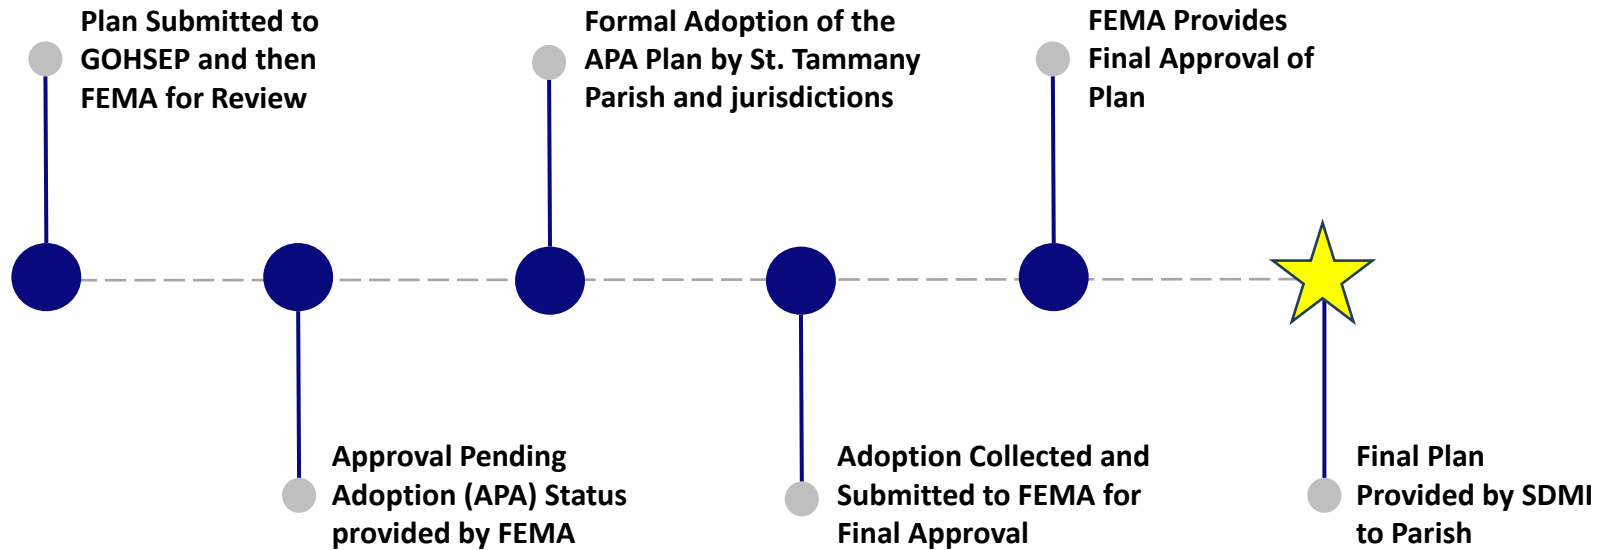 Plan Submitted to
GOHSEP and then
FEMA for Review
Approval Pending
Adoption (APA) Status
provided by FEMA
Formal Adoption of the
APA Plan by St. Tammany
Parish and jurisdictions
Adoption Collected and
Submitted to FEMA for
Final Approval
FEMA Provides
Final Approval of
Plan
Final Plan
Provided by SDMI
to Parish